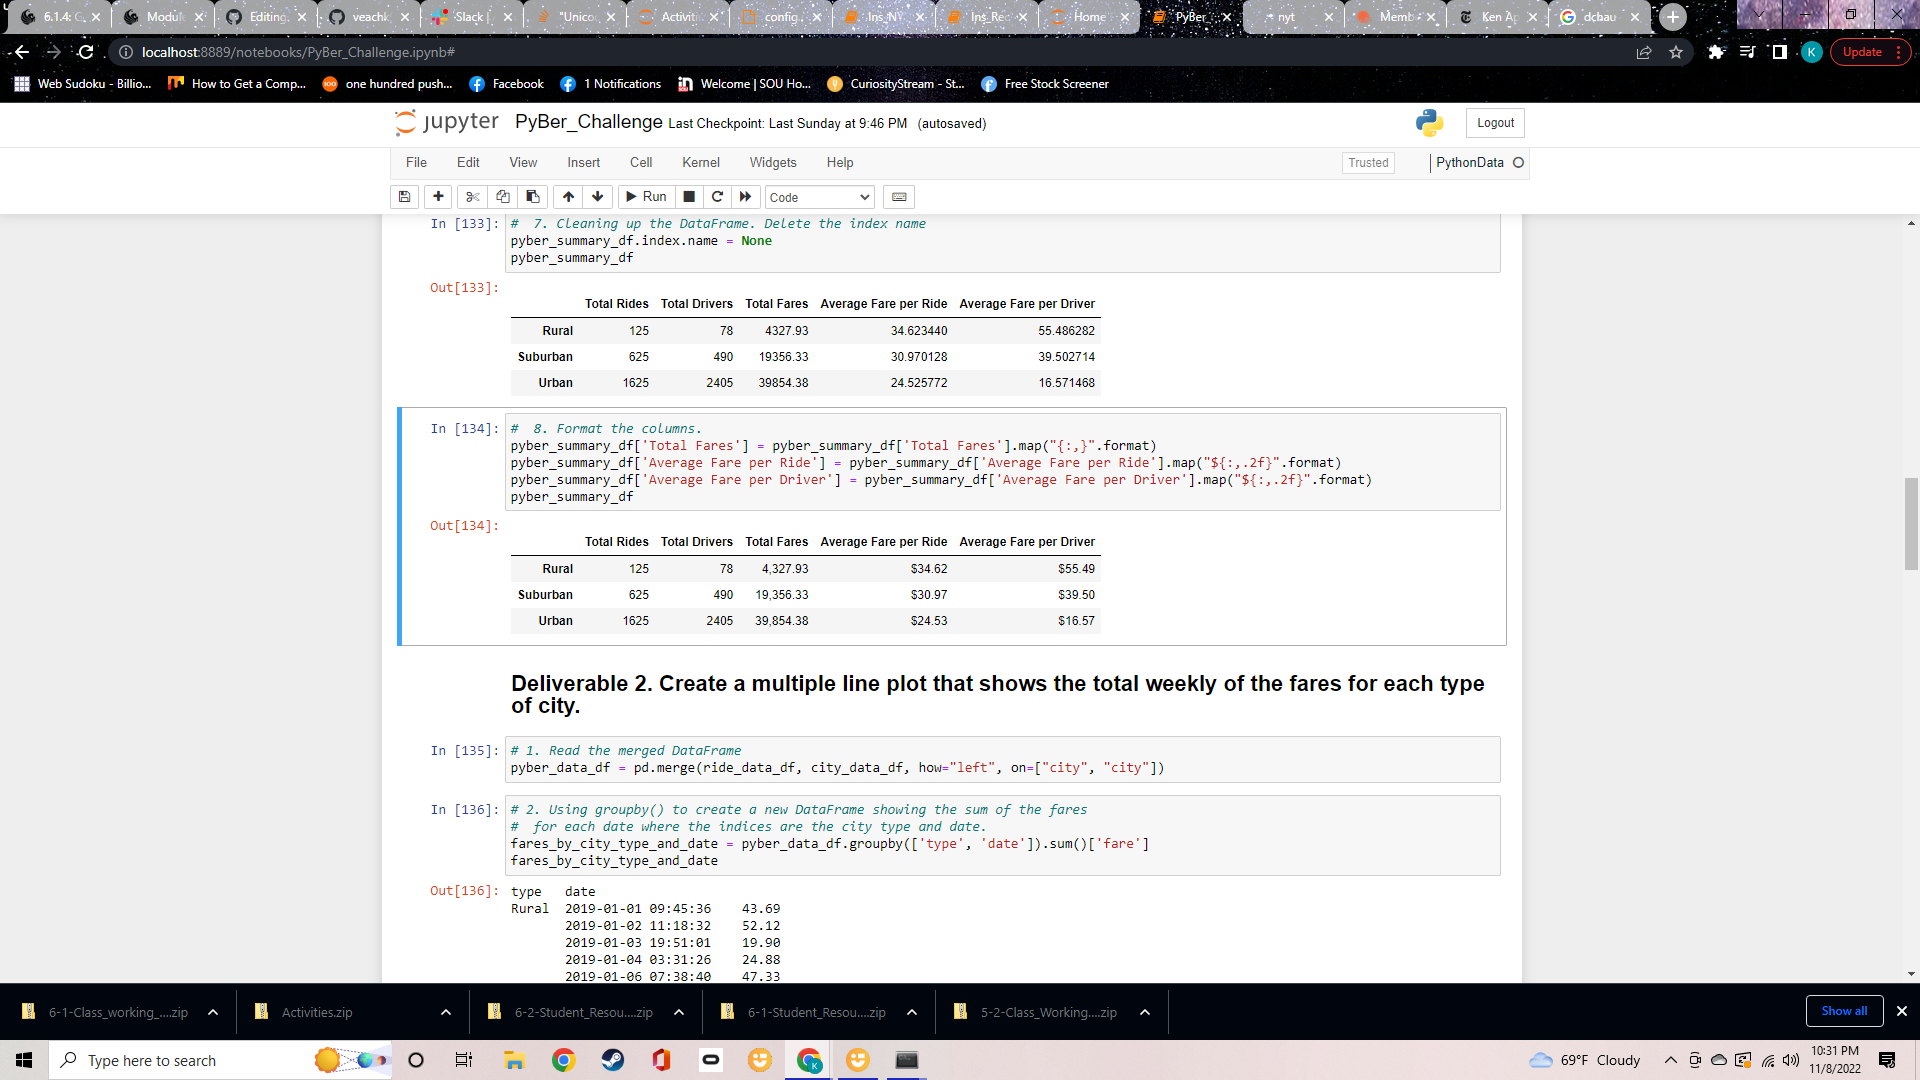 6.1.4: G
Module
Editing
veachk
Slack |
"Unico
Activiti
config.
Ins_NY
Ins_Rec
Home
PyBer_
nyt
Memb
Ken Ap
dchau
localhost:8889/notebooks/PyBer_Challenge.ipynb#
K
Update
Web Sudoku - Billio...
How to Get a Comp...
one hundred push...
Facebook
1 Notifications
Welcome | SOU Ho...
CuriosityStream - St...
Free Stock Screener
jupyter PyBer_Challenge Last Checkpoint: Last Sunday at 9:46 PM (autosaved)
Logout
File Edit View Insert Cell Kernel Widgets Help
Trusted
PythonData
Run
Code
In [133]: #  7. Cleaning up the DataFrame. Delete the index name
pyber_summary_df.index.name = None
pyber_summary_df
Out[133]:
Total Rides Total Drivers Total Fares Average Fare per Ride Average Fare per Driver
Rural 125 78 4327.93 34.623440 55.486282
Suburban 625 490 19356.33 30.970128 39.502714
Urban 1625 2405 39854.38 24.525772 16.571468
In [134]: #  8. Format the columns.
pyber_summary_df['Total Fares'] = pyber_summary_df['Total Fares'].map("{:,}".format)
pyber_summary_df['Average Fare per Ride'] = pyber_summary_df['Average Fare per Ride'].map("${:,.2f}".format)
pyber_summary_df['Average Fare per Driver'] = pyber_summary_df['Average Fare per Driver'].map("${:,.2f}".format)
pyber_summary_df
Out[134]:
Total Rides Total Drivers Total Fares Average Fare per Ride Average Fare per Driver
Rural 125 78 4,327.93 $34.62 $55.49
Suburban 625 490 19,356.33 $30.97 $39.50
Urban 1625 2405 39,854.38 $24.53 $16.57
Deliverable 2. Create a multiple line plot that shows the total weekly of the fares for each type
of city.
In [135]: # 1. Read the merged DataFrame
pyber_data_df = pd.merge(ride_data_df, city_data_df, how="left", on=["city", "city"])
In [136]: # 2. Using groupby() to create a new DataFrame showing the sum of the fares
#  for each date where the indices are the city type and date.
fares_by_city_type_and_date = pyber_data_df.groupby(['type', 'date']).sum()['fare']
fares_by_city_type_and_date
Out[136]: type date
Rural 2019-01-01 09:45:36 43.69
2019-01-02 11:18:32 52.12
2019-01-03 19:51:01 19.90
2019-01-04 03:31:26 24.88
2019-01-06 07:38:40 47.33
6-1-Class_working_....zip
Activities.zip
6-2-Student_Resou....zip
6-1-Student_Resou....zip
5-2-Class_Working....zip
Show all
Type here to search
69°F Cloudy
10:31 PM
11/8/2022